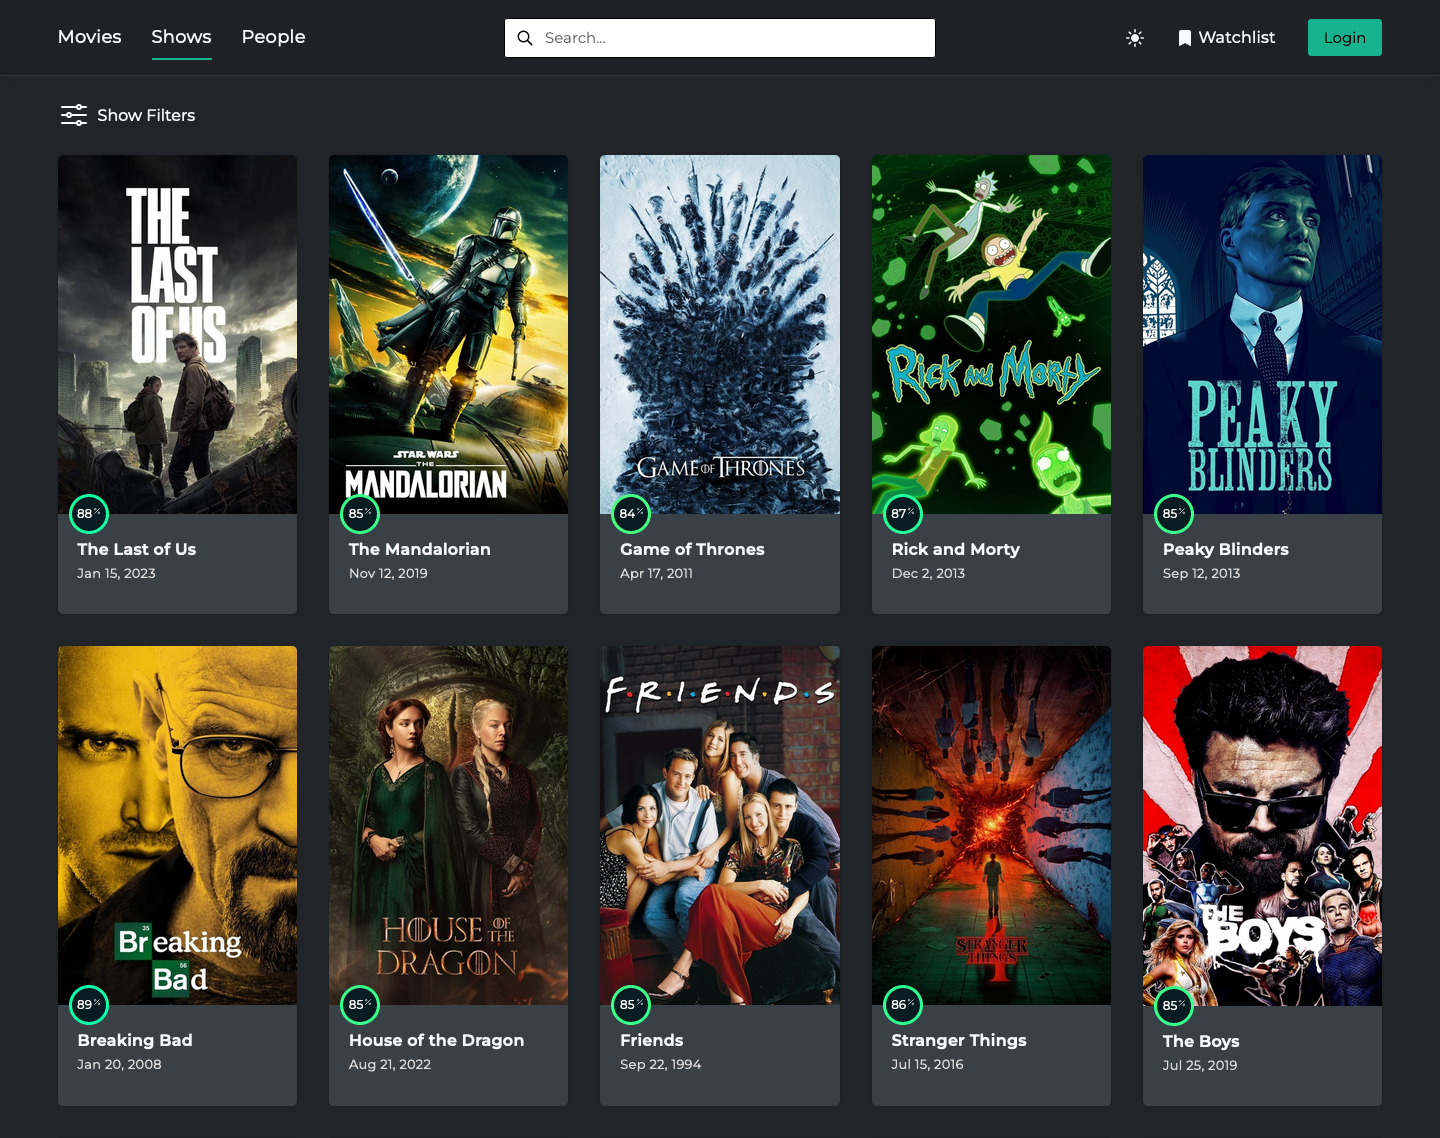 Movies Shows People
Search...
Watchlist
Login
Show Filters
THE
LAST
OF US
STAR WARS
THE
MANDALORIAN
GAME OF THRONES
RICK AND MORTY
PEAKY
BLINDERS
88% 85% 84% 87% 85%
The Last of Us
Jan 15, 2023
The Mandalorian
Nov 12, 2019
Game of Thrones
Apr 17, 2011
Rick and Morty
Dec 2, 2013
Peaky Blinders
Sep 12, 2013
35
Breaking
56
Bad
HOUSE OF THE
DRAGON
F·R·I·E·N·D·S
STRANGER
THINGS
4
THE
BOYS
89% 85% 85% 86% 85%
Breaking Bad
Jan 20, 2008
House of the Dragon
Aug 21, 2022
Friends
Sep 22, 1994
Stranger Things
Jul 15, 2016
The Boys
Jul 25, 2019